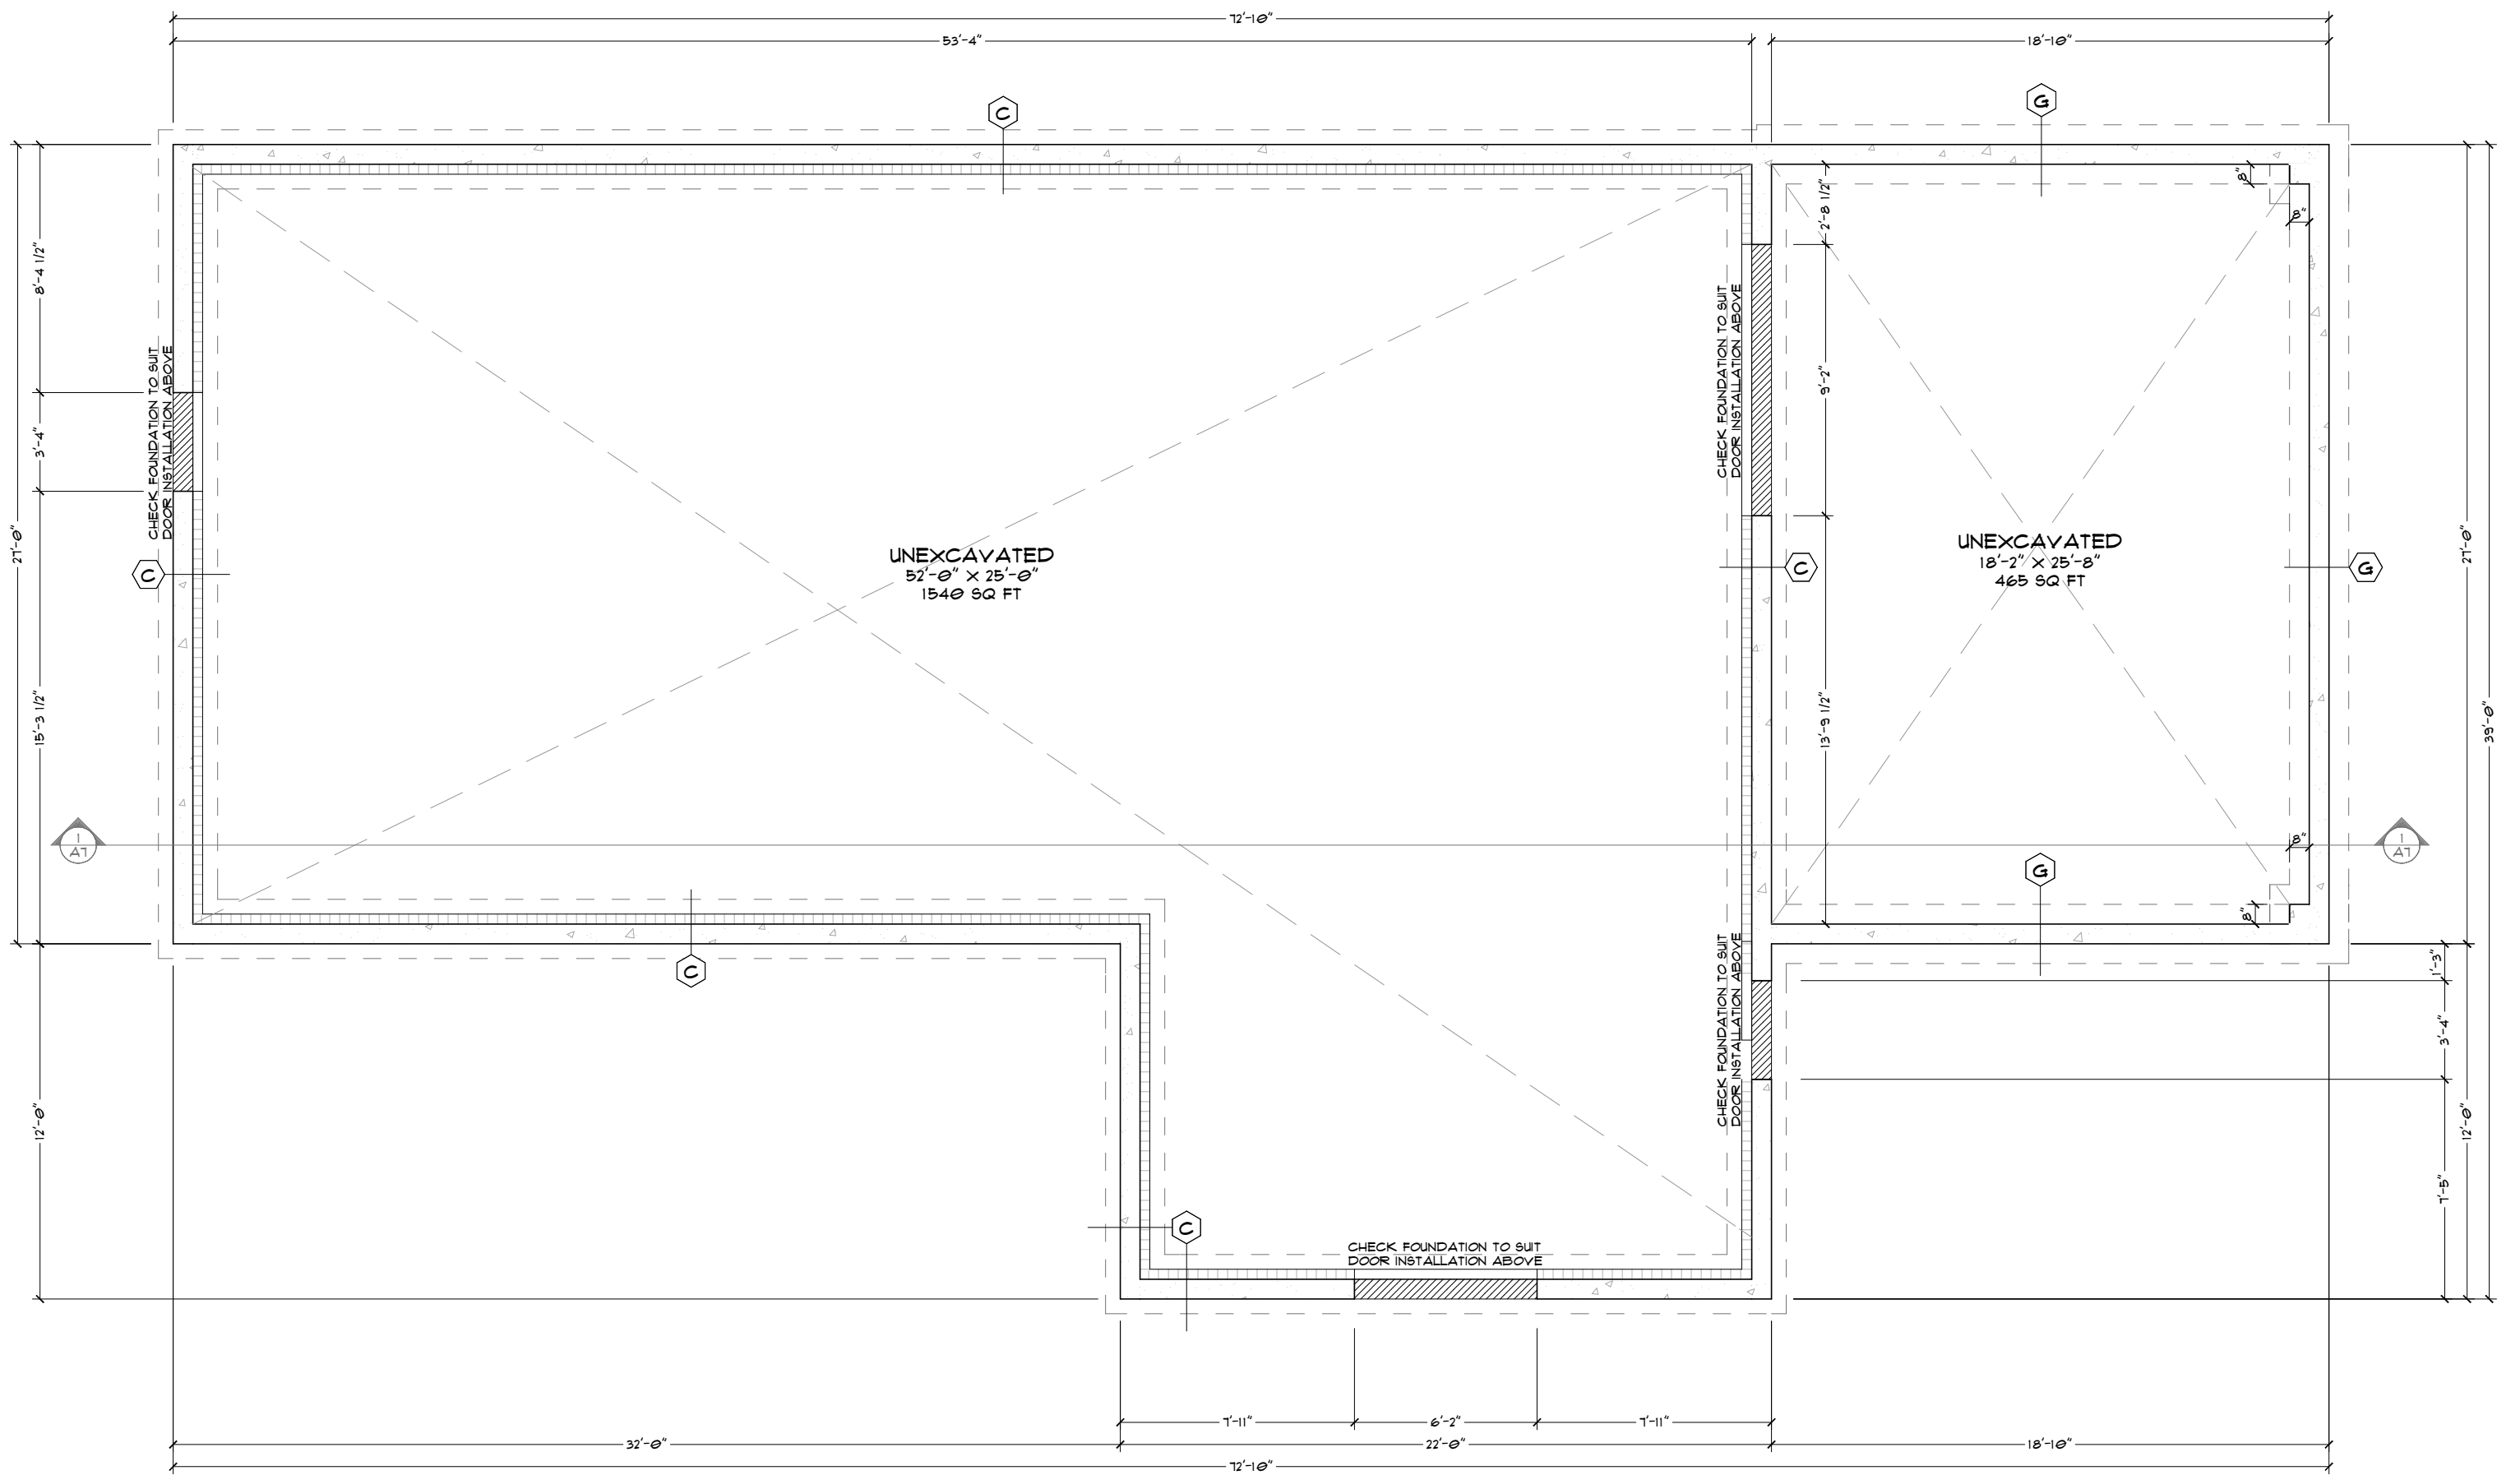 72'-10"
53'-4"
18'-10"
C
G
8"
8"
2'-8 1/2"
8'-4 1/2"
CHECK FOUNDATION TO SUIT
DOOR INSTALLATION ABOVE
3'-4"
CHECK FOUNDATION TO SUIT
DOOR INSTALLATION ABOVE
9'-2"
27'-0"
27'-0"
39'-0"
C
UNEXCAVATED
52'-0" X 25'-0"
1540 SQ FT
C
UNEXCAVATED
18'-2" X 25'-8"
465 SQ FT
G
15'-3 1/2"
13'-9 1/2"
1
A7
8"
1
A7
G
8"
C
CHECK FOUNDATION TO SUIT
DOOR INSTALLATION ABOVE
1'-3"
3'-4"
12'-0"
12'-0"
7'-5"
C
CHECK FOUNDATION TO SUIT
DOOR INSTALLATION ABOVE
7'-11"
6'-2"
7'-11"
32'-0"
22'-0"
18'-10"
72'-10"